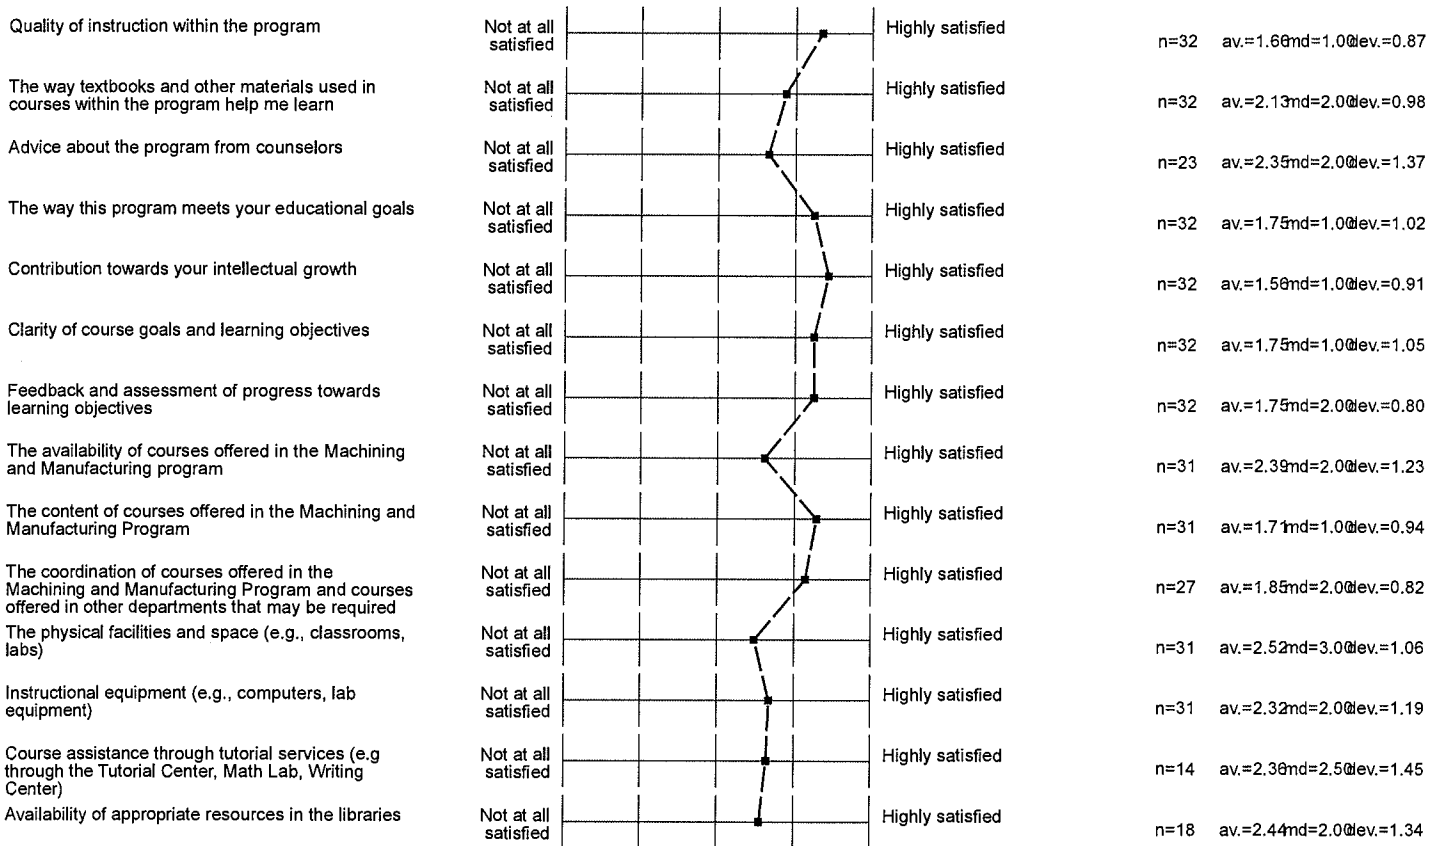 Quality of instruction within the program
Not at all
satisfied
Highly satisfied
n=32 av.=1.66 md=1.00 dev.=0.87
The way textbooks and other materials used in
courses within the program help me learn
Not at all
satisfied
Highly satisfied
n=32 av.=2.13 md=2.00 dev.=0.98
Advice about the program from counselors
Not at all
satisfied
Highly satisfied
n=23 av.=2.35 md=2.00 dev.=1.37
The way this program meets your educational goals
Not at all
satisfied
Highly satisfied
n=32 av.=1.75 md=1.00 dev.=1.02
Contribution towards your intellectual growth
Not at all
satisfied
Highly satisfied
n=32 av.=1.56 md=1.00 dev.=0.91
Clarity of course goals and learning objectives
Not at all
satisfied
Highly satisfied
n=32 av.=1.75 md=1.00 dev.=1.05
Feedback and assessment of progress towards
learning objectives
Not at all
satisfied
Highly satisfied
n=32 av.=1.75 md=2.00 dev.=0.80
The availability of courses offered in the Machining
and Manufacturing program
Not at all
satisfied
Highly satisfied
n=31 av.=2.39 md=2.00 dev.=1.23
The content of courses offered in the Machining and
Manufacturing Program
Not at all
satisfied
Highly satisfied
n=31 av.=1.71 md=1.00 dev.=0.94
The coordination of courses offered in the
Machining and Manufacturing Program and courses
offered in other departments that may be required
Not at all
satisfied
Highly satisfied
n=27 av.=1.85 md=2.00 dev.=0.82
The physical facilities and space (e.g., classrooms,
labs)
Not at all
satisfied
Highly satisfied
n=31 av.=2.52 md=3.00 dev.=1.06
Instructional equipment (e.g., computers, lab
equipment)
Not at all
satisfied
Highly satisfied
n=31 av.=2.32 md=2.00 dev.=1.19
Course assistance through tutorial services (e.g
through the Tutorial Center, Math Lab, Writing
Center)
Not at all
satisfied
Highly satisfied
n=14 av.=2.36 md=2.50 dev.=1.45
Availability of appropriate resources in the libraries
Not at all
satisfied
Highly satisfied
n=18 av.=2.44 md=2.00 dev.=1.34